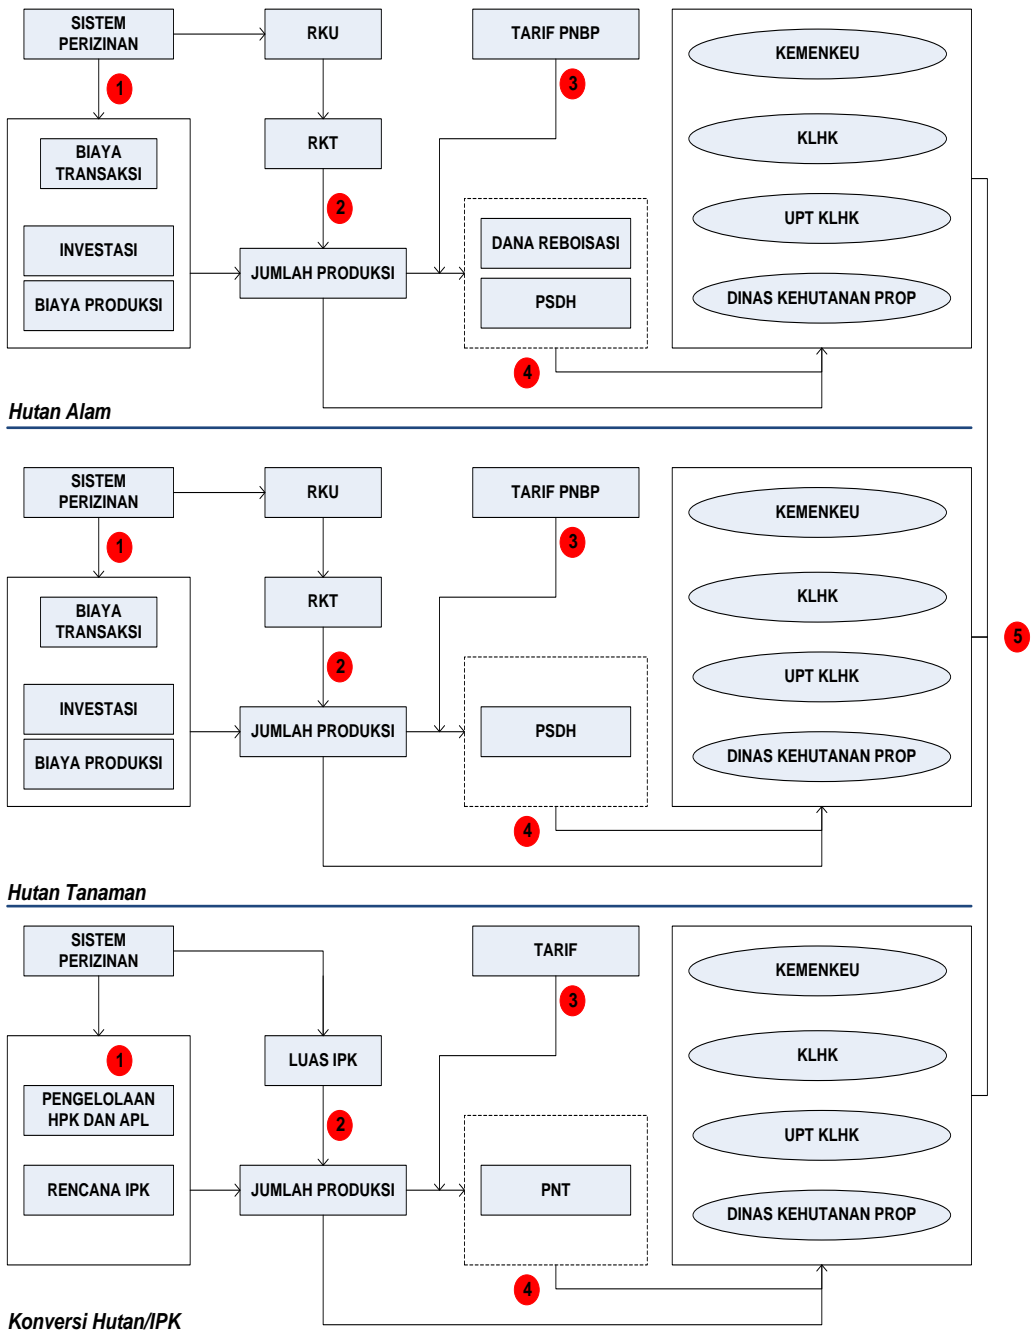 SISTEM
PERIZINAN
RKU
TARIF PNBP
KEMENKEU
1
3
BIAYA
TRANSAKSI
RKT
KLHK
2
INVESTASI
BIAYA PRODUKSI
JUMLAH PRODUKSI
DANA REBOISASI
PSDH
UPT KLHK
DINAS KEHUTANAN PROP
4
Hutan Alam
SISTEM
PERIZINAN
RKU
TARIF PNBP
KEMENKEU
1
3
BIAYA
TRANSAKSI
RKT
KLHK
5
2
INVESTASI
BIAYA PRODUKSI
JUMLAH PRODUKSI
PSDH
UPT KLHK
DINAS KEHUTANAN PROP
4
Hutan Tanaman
SISTEM
PERIZINAN
TARIF
KEMENKEU
3
1
LUAS IPK
KLHK
PENGELOLAAN
HPK DAN APL
2
UPT KLHK
RENCANA IPK
JUMLAH PRODUKSI
PNT
DINAS KEHUTANAN PROP
4
Konversi Hutan/IPK